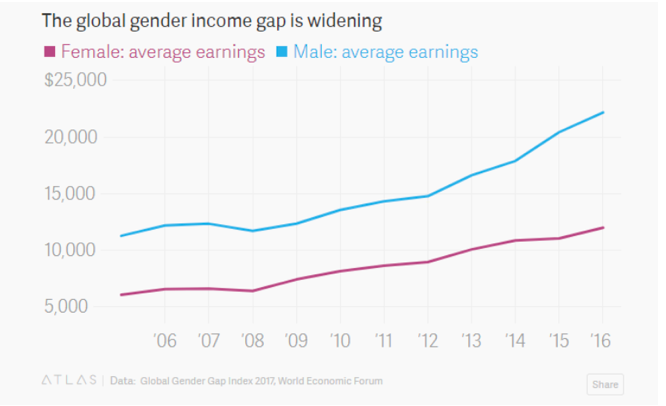 The global gender income gap is widening
Female: average earnings Male: average earnings
$25,000
20,000
15,000
10,000
5,000
'06 '07 '08 '09 '10 '11 '12 '13 '14 '15 '16
ATLAS | Data: Global Gender Gap Index 2017, World Economic Forum
Share